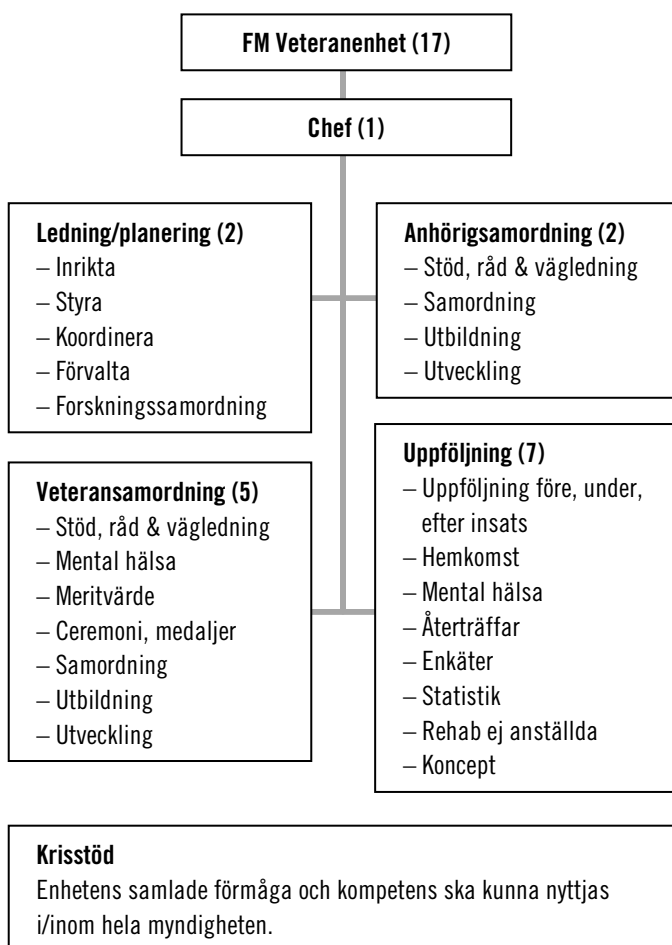 FM Veteranenhet (17)
Chef (1)
Ledning/planering (2)
– Inrikta
– Styra
– Koordinera
– Förvalta
– Forskningssamordning
Anhörigsamordning (2)
– Stöd, råd & vägledning
– Samordning
– Utbildning
– Utveckling
Veteransamordning (5)
– Stöd, råd & vägledning
– Mental hälsa
– Meritvärde
– Ceremoni, medaljer
– Samordning
– Utbildning
– Utveckling
Uppföljning (7)
– Uppföljning före, under,
efter insats
– Hemkomst
– Mental hälsa
– Återträffar
– Enkäter
– Statistik
– Rehab ej anställda
– Koncept
Krisstöd
Enhetens samlade förmåga och kompetens ska kunna nyttjas
i/inom hela myndigheten.